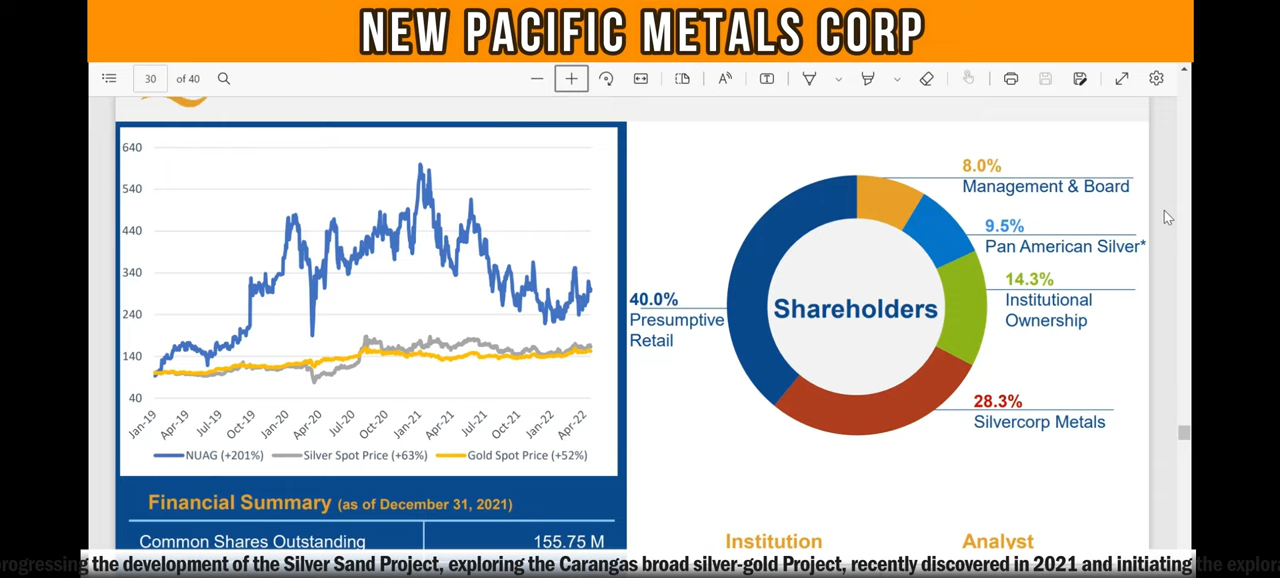 NEW PACIFIC METALS CORP
30 of 40
640
540
440
340
240
140
40
Jan-19
Apr-19
Jul-19
Oct-19
Jan-20
Apr-20
Jul-20
Oct-20
Jan-21
Apr-21
Jul-21
Oct-21
Jan-22
Apr-22
NUAG (+201%) Silver Spot Price (+63%) Gold Spot Price (+52%)
Shareholders
8.0%
Management & Board
9.5%
Pan American Silver*
14.3%
Institutional
Ownership
28.3%
Silvercorp Metals
40.0%
Presumptive
Retail
Financial Summary (as of December 31, 2021)
Common Shares Outstanding 155.75 M
Institution Analyst
progressing the development of the Silver Sand Project, exploring the Carangas broad silver-gold Project, recently discovered in 2021 and initiating the explor